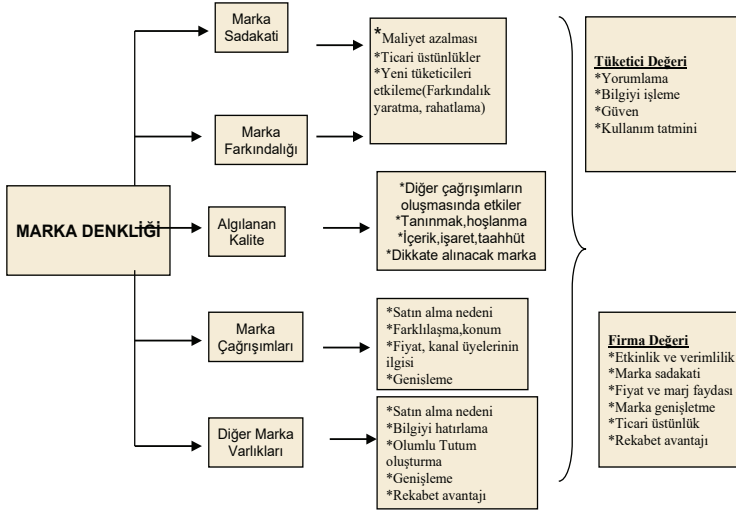 MARKA DENKLİĞİ
Marka
Sadakati
*Maliyet azalması
*Ticari üstünlükler
*Yeni tüketicileri
etkileme(Farkındalık
yaratma, rahatlama)
Marka
Farkındalığı
Algılanan
Kalite
*Diğer çağrışımların
oluşmasında etkiler
*Tanınmak,hoşlanma
*İçerik,işaret,taahhüt
*Dikkate alınacak marka
Marka
Çağrışımları
*Satın alma nedeni
*Farklılaşma,konum
*Fiyat, kanal üyelerinin
ilgisi
*Genisleme
Diğer Marka
Varlıkları
*Satın alma nedeni
*Bilgiyi hatırlama
*Olumlu Tutum
oluşturma
*Genişleme
*Rekabet avantajı
Tüketici Değeri
*Yorumlama
*Bilgiyi işleme
*Güven
*Kullanım tatmini
Firma Değeri
*Etkinlik ve verimlilik
*Marka sadakati
*Fiyat ve marj faydası
*Marka genişletme
*Ticari üstünlük
*Rekabet avantajı